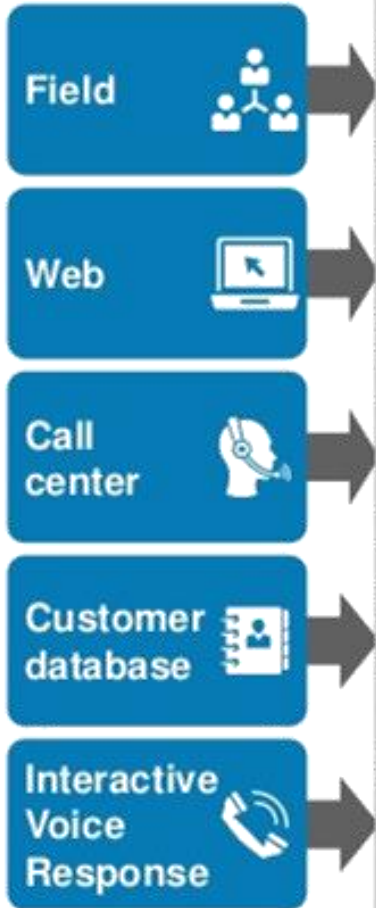 Field
Web
Call
center
Customer
database
Interactive
Voice
Response